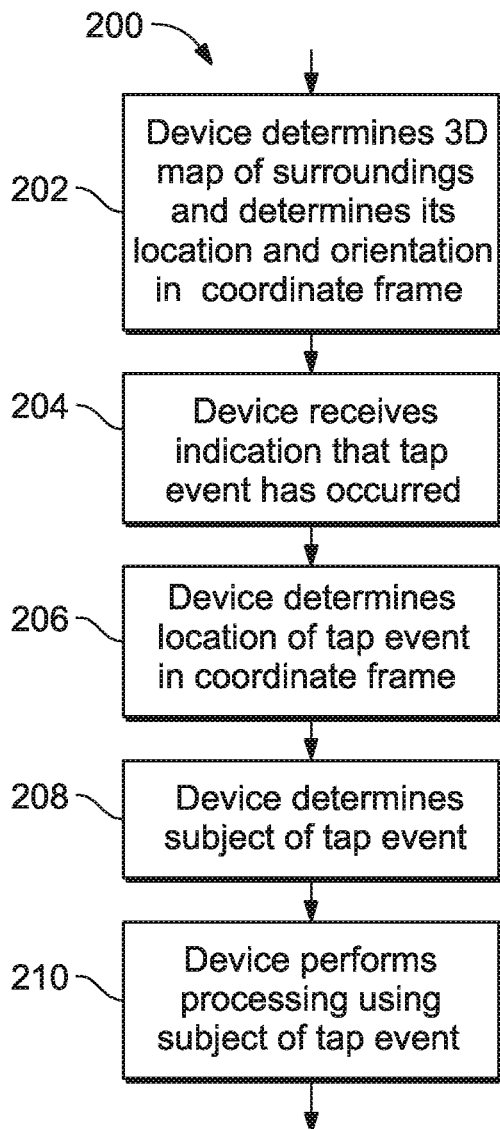 200
202
Device determines 3D
map of surroundings
and determines its
location and orientation
in coordinate frame
204
Device receives
indication that tap
event has occurred
206
Device determines
location of tap event
in coordinate frame
208
Device determines
subject of tap event
210
Device performs
processing using
subject of tap event